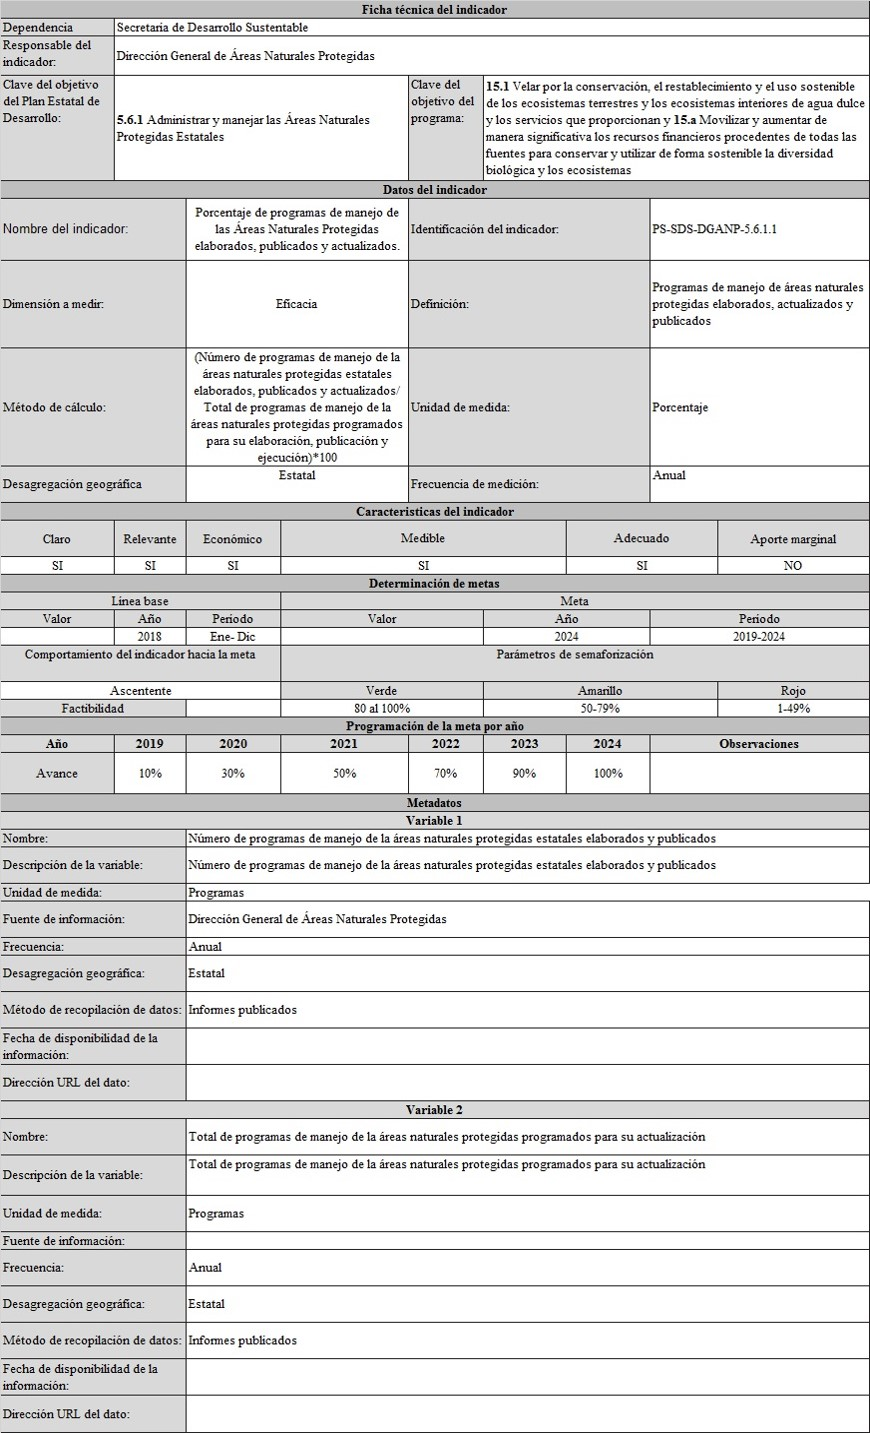 Ficha técnica del indicador
Dependencia Secretaría de Desarrollo Sustentable
Responsable del
indicador: Dirección General de Áreas Naturales Protegidas
Clave del objetivo
del Plan Estatal de
Desarrollo:
5.6.1 Administrar y manejar las Áreas Naturales
Protegidas Estatales
Clave del
objetivo del
programa:
15.1 Velar por la conservación, el restablecimiento y el uso sostenible
de los ecosistemas terrestres y los ecosistemas interiores de agua dulce
y los servicios que proporcionan y 15.a Movilizar y aumentar de
manera significativa los recursos financieros procedentes de todas las
fuentes para conservar y utilizar de forma sostenible la diversidad
biológica y los ecosistemas
Datos del indicador
Nombre del indicador:
Porcentaje de programas de manejo de
las Áreas Naturales Protegidas
elaborados, publicados y actualizados.
Identificación del indicador: PS-SDS-DGANP-5.6.1.1
Dimensión a medir: Eficacia Definición:
Programas de manejo de áreas naturales
protegidas elaborados, actualizados y
publicados
Método de cálculo:
(Número de programas de manejo de la
áreas naturales protegidas estatales
elaborados, publicados y actualizados/
Total de programas de manejo de la
áreas naturales protegidas programados
para su elaboración, publicación y
ejecución)*100
Unidad de medida: Porcentaje
Desagregación geográfica Estatal Frecuencia de medición: Anual
Caracteristicas del indicador
Claro Relevante Económico Medible Adecuado Aporte marginal
SI SI SI SI SI NO
Determinación de metas
Línea base Meta
Valor Año Periodo Valor Año Periodo
2018 Ene- Dic 2024 2019-2024
Comportamiento del indicador hacia la meta Parámetros de semaforización
Ascentente Verde Amarillo Rojo
Factibilidad 80 al 100% 50-79% 1-49%
Programación de la meta por año
Año 2019 2020 2021 2022 2023 2024 Observaciones
Avance 10% 30% 50% 70% 90% 100%
Metadatos
Variable 1
Nombre: Número de programas de manejo de la áreas naturales protegidas estatales elaborados y publicados
Descripción de la variable: Número de programas de manejo de la áreas naturales protegidas estatales elaborados y publicados
Unidad de medida: Programas
Fuente de información: Dirección General de Áreas Naturales Protegidas
Frecuencia: Anual
Desagregación geográfica: Estatal
Método de recopilación de datos: Informes publicados
Fecha de disponibilidad de la
información:
Dirección URL del dato:
Variable 2
Nombre: Total de programas de manejo de la áreas naturales protegidas programados para su actualización
Descripción de la variable: Total de programas de manejo de la áreas naturales protegidas programados para su actualización
Unidad de medida: Programas
Fuente de información:
Frecuencia: Anual
Desagregación geográfica: Estatal
Método de recopilación de datos: Informes publicados
Fecha de disponibilidad de la
información:
Dirección URL del dato: